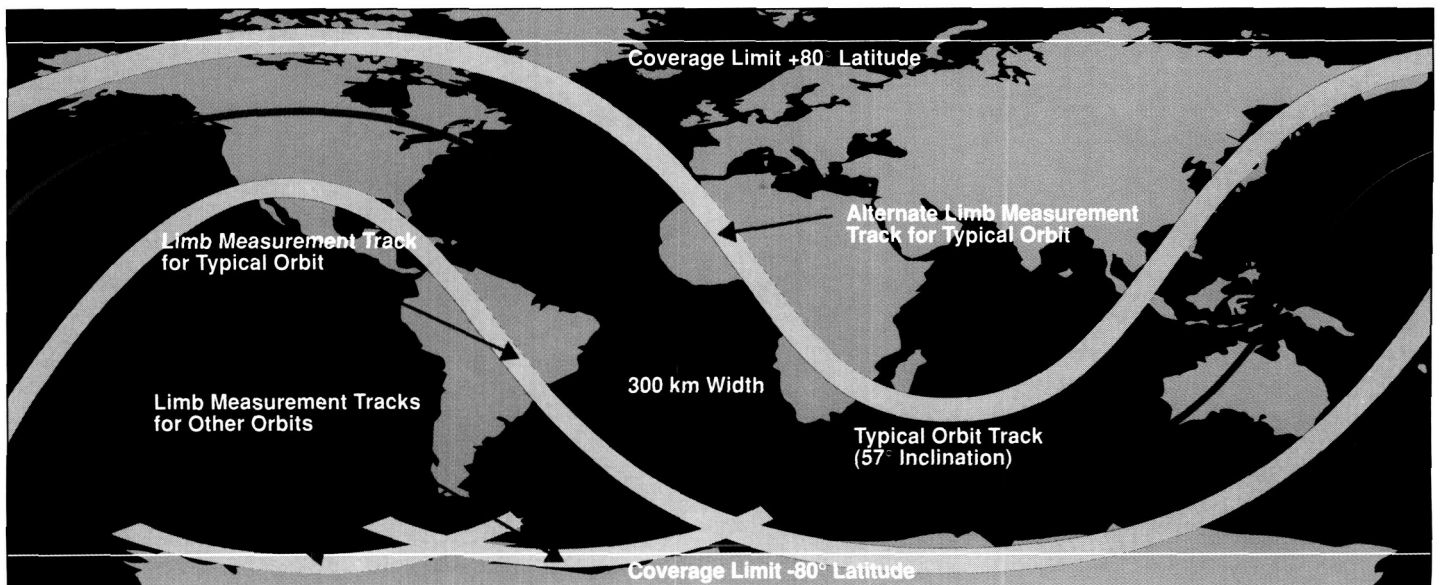 Coverage Limit +80° Latitude
Alternate Limb Measurement
Track for Typical Orbit
Limb Measurement Track
for Typical Orbit
300 km Width
Limb Measurement Tracks
for Other Orbits
Typical Orbit Track
(57° Inclination)
Coverage Limit -80° Latitude